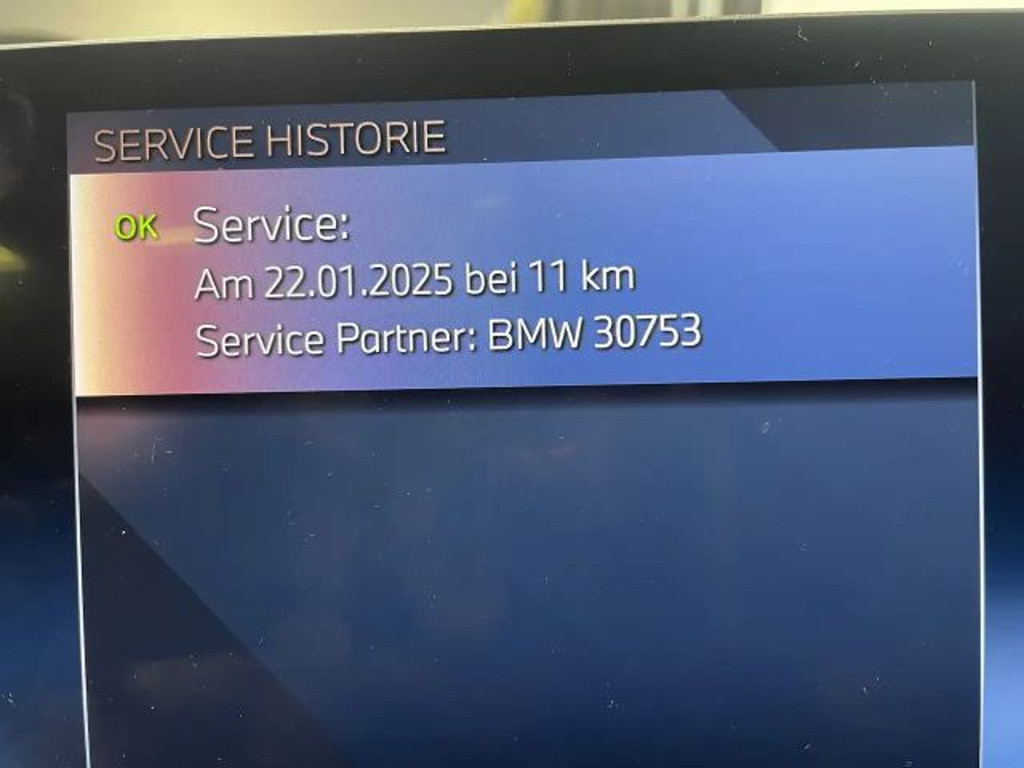 SERVICE HISTORIE
OK Service:
Am 22.01.2025 bei 11 km
Service Partner: BMW 30753